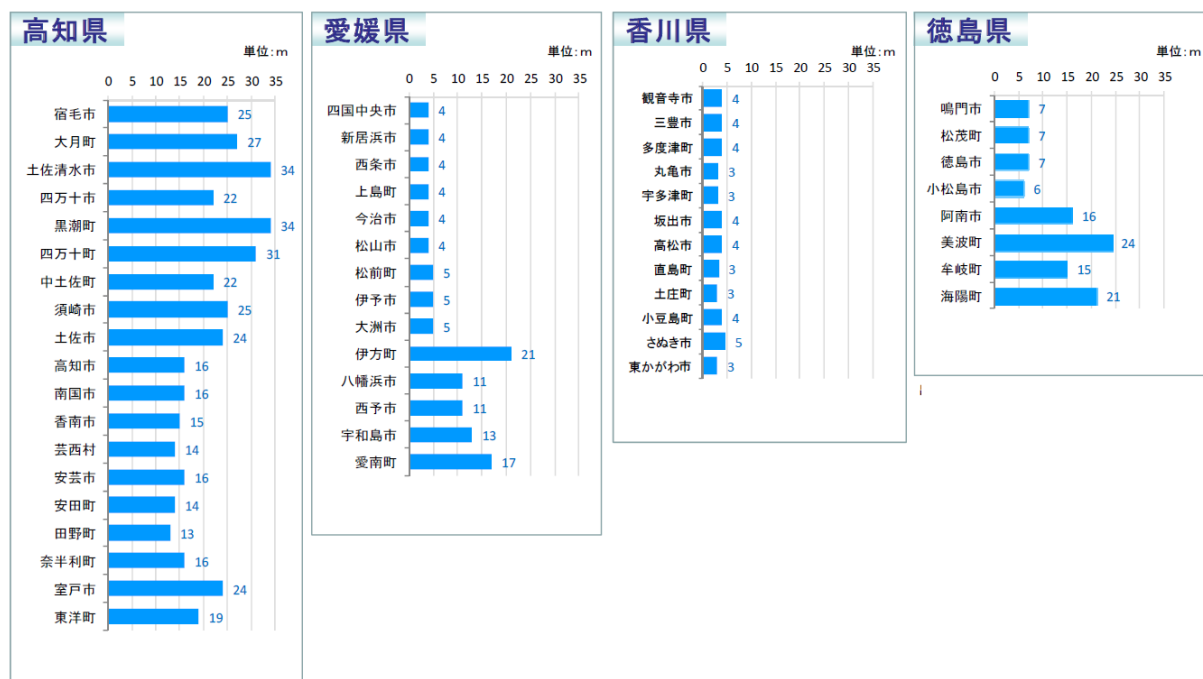 高知県
単位:m
0 5 10 15 20 25 30 35
宿毛市 25
大月町 27
土佐清水市 34
四万十市 22
黒潮町 34
四万十町 31
中土佐町 22
須崎市 25
土佐市 24
高知市 16
南国市 16
香南市 15
芸西村 14
安芸市 16
安田町 14
田野町 13
奈半利町 16
室戸市 24
東洋町 19
愛媛県
単位:m
0 5 10 15 20 25 30 35
四国中央市 4
新居浜市 4
西条市 4
上島町 4
今治市 4
松山市 4
松前町 5
伊予市 5
大洲市 5
伊方町 21
八幡浜市 11
西予市 11
宇和島市 13
愛南町 17
香川県
単位:m
0 5 10 15 20 25 30 35
観音寺市 4
三豊市 4
多度津町 4
丸亀市 3
宇多津町 3
坂出市 4
高松市 4
直島町 3
土庄町 3
小豆島町 4
さぬき市 5
東かがわ市 3
徳島県
単位:m
0 5 10 15 20 25 30 35
鳴門市 7
松茂町 7
徳島市 7
小松島市 6
阿南市 16
美波町 24
牟岐町 15
海陽町 21